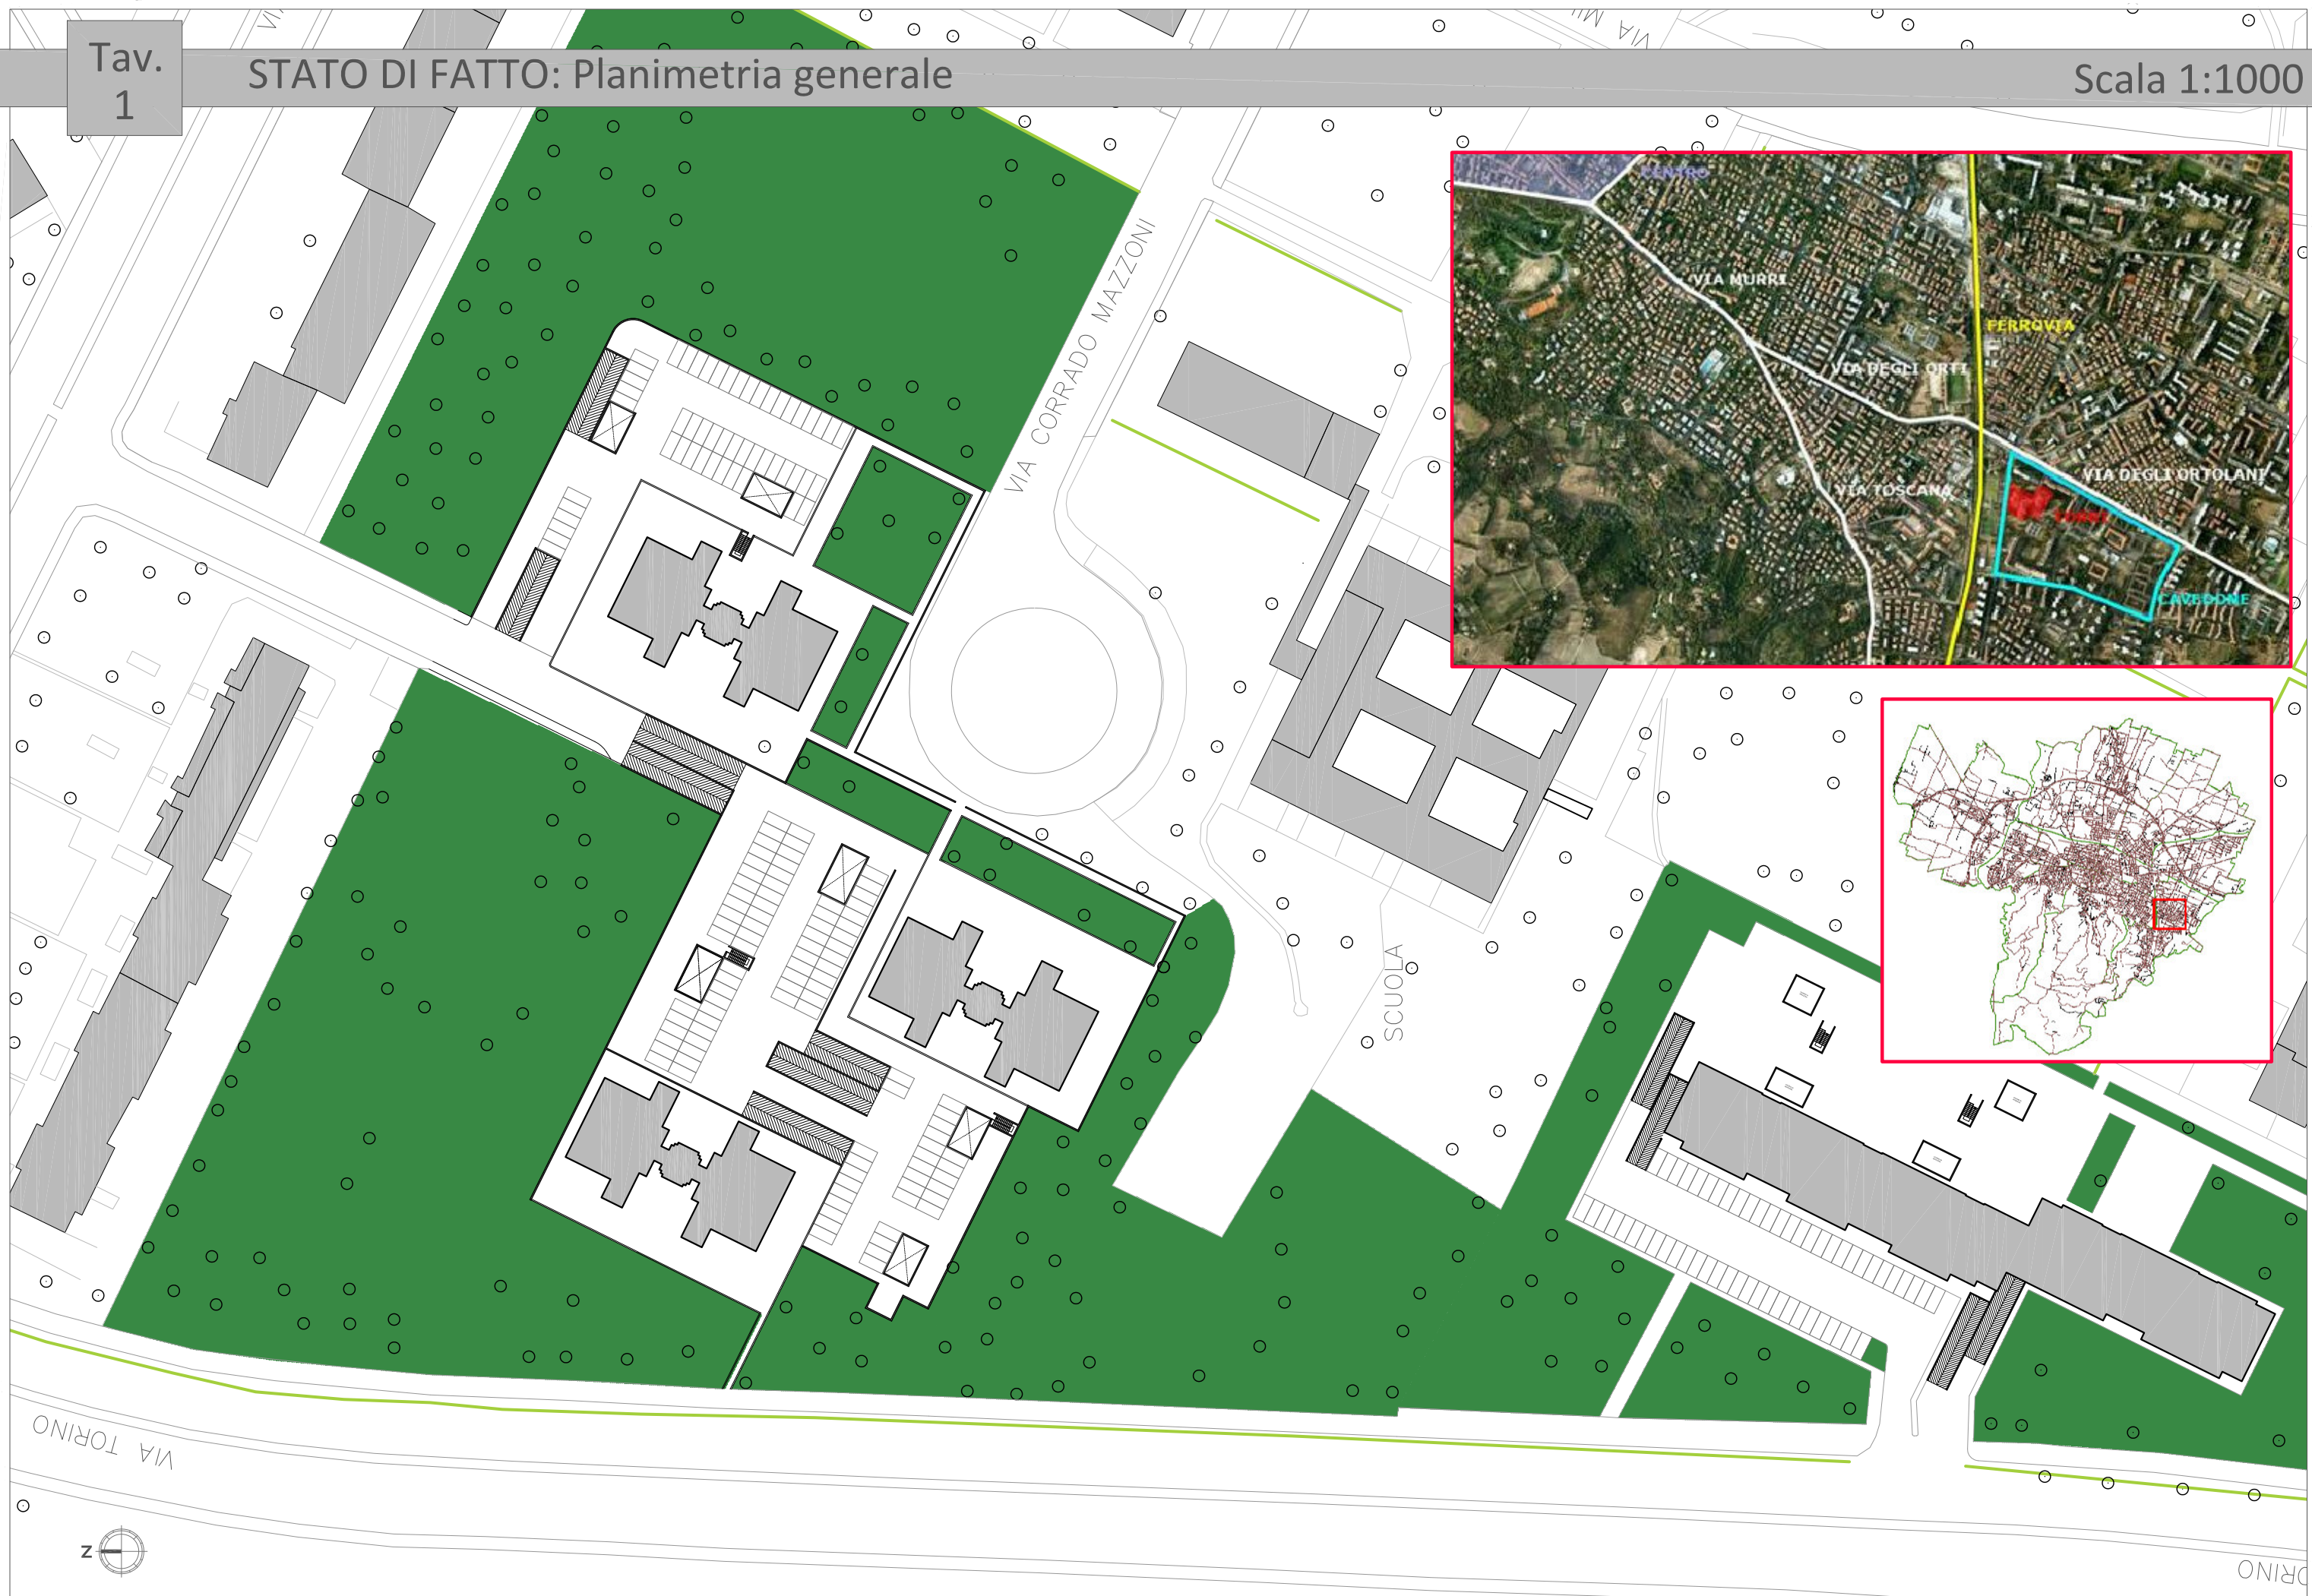 Tav.
1
STATO DI FATTO: Planimetria generale
Scala 1:1000
VIA CORRADO MAZZONI
CENTRO
VIA MURRI
FERROVIA
VIA DEGLI ORTI
VIA TOSCANA
VIA DEGLI ORTOLANI
TORRI
CAVEDONE
SCUOLA
VIA TORINO
Z